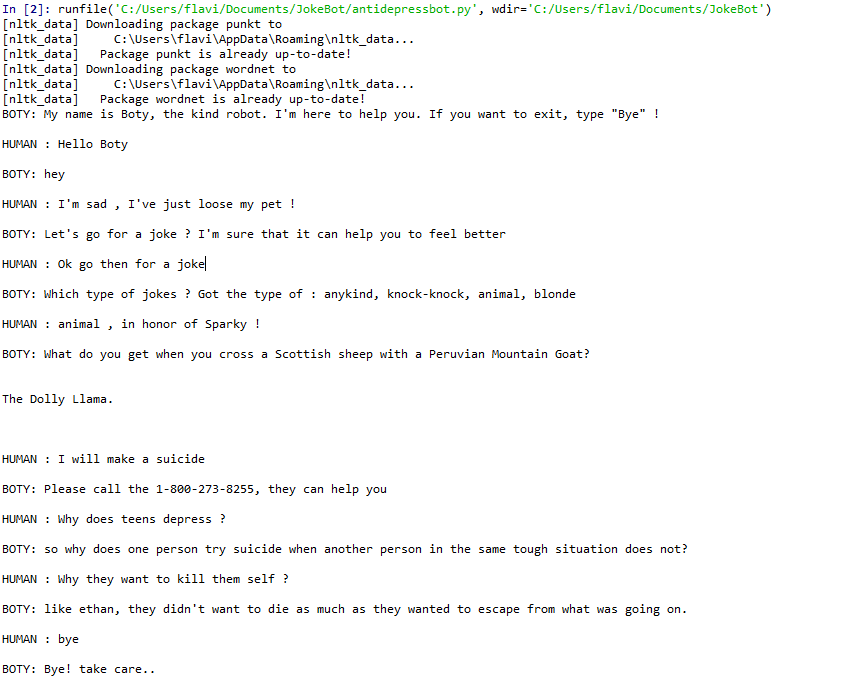 In [2]: runfile('C:/Users/flavi/Documents/JokeBot/antidepressbot.py', wdir='C:/Users/flavi/Documents/JokeBot')
[nltk_data] Downloading package punkt to
[nltk_data]     C:\Users\flavi\AppData\Roaming\nltk_data...
[nltk_data]   Package punkt is already up-to-date!
[nltk_data] Downloading package wordnet to
[nltk_data]     C:\Users\flavi\AppData\Roaming\nltk_data...
[nltk_data]   Package wordnet is already up-to-date!
BOTY: My name is Boty, the kind robot. I'm here to help you. If you want to exit, type "Bye" !
HUMAN : Hello Boty
BOTY: hey
HUMAN : I'm sad , I've just loose my pet !
BOTY: Let's go for a joke ? I'm sure that it can help you to feel better
HUMAN : Ok go then for a joke
BOTY: Which type of jokes ? Got the type of : anykind, knock-knock, animal, blonde
HUMAN : animal , in honor of Sparky !
BOTY: What do you get when you cross a Scottish sheep with a Peruvian Mountain Goat?
The Dolly Llama.
HUMAN : I will make a suicide
BOTY: Please call the 1-800-273-8255, they can help you
HUMAN : Why does teens depress ?
BOTY: so why does one person try suicide when another person in the same tough situation does not?
HUMAN : Why they want to kill them self ?
BOTY: like ethan, they didn't want to die as much as they wanted to escape from what was going on.
HUMAN : bye
BOTY: Bye! take care..